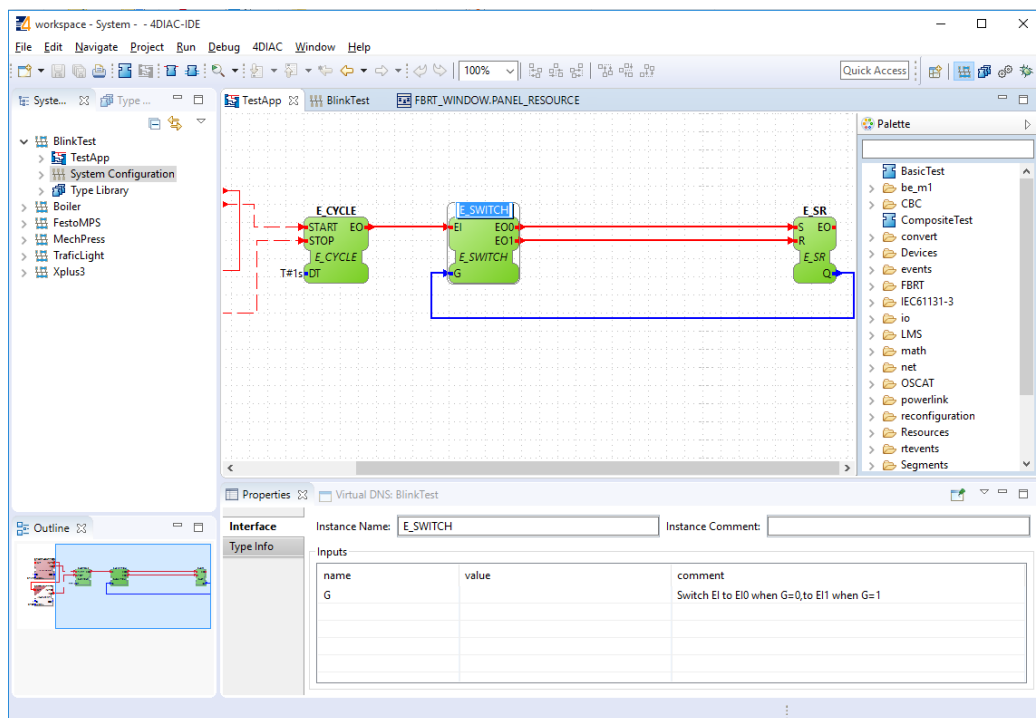 workspace - System - - 4DIAC-IDE
File Edit Navigate Project Run Debug 4DIAC Window Help
100%
Quick Access
Syste...
Type ...
BlinkTest
TestApp
System Configuration
Type Library
Boiler
FestoMPS
MechPress
TraficLight
Xplus3
TestApp
BlinkTest
FBRT_WINDOW.PANEL_RESOURCE
E_CYCLE
START EO
STOP
E_CYCLE
T#1s
DT
E_SWITCH
EI EO0
EO1
E_SWITCH
G
E_SR
S EO
R
E_SR
Q
Palette
BasicTest
be_m1
CBC
CompositeTest
convert
Devices
events
FBRT
IEC61131-3
io
LMS
math
net
OSCAT
powerlink
reconfiguration
Resources
rtevents
Segments
Outline
Properties
Virtual DNS: BlinkTest
Interface
Type Info
Instance Name: E_SWITCH
Instance Comment:
Inputs
name value comment
G Switch EI to EI0 when G=0,to EI1 when G=1